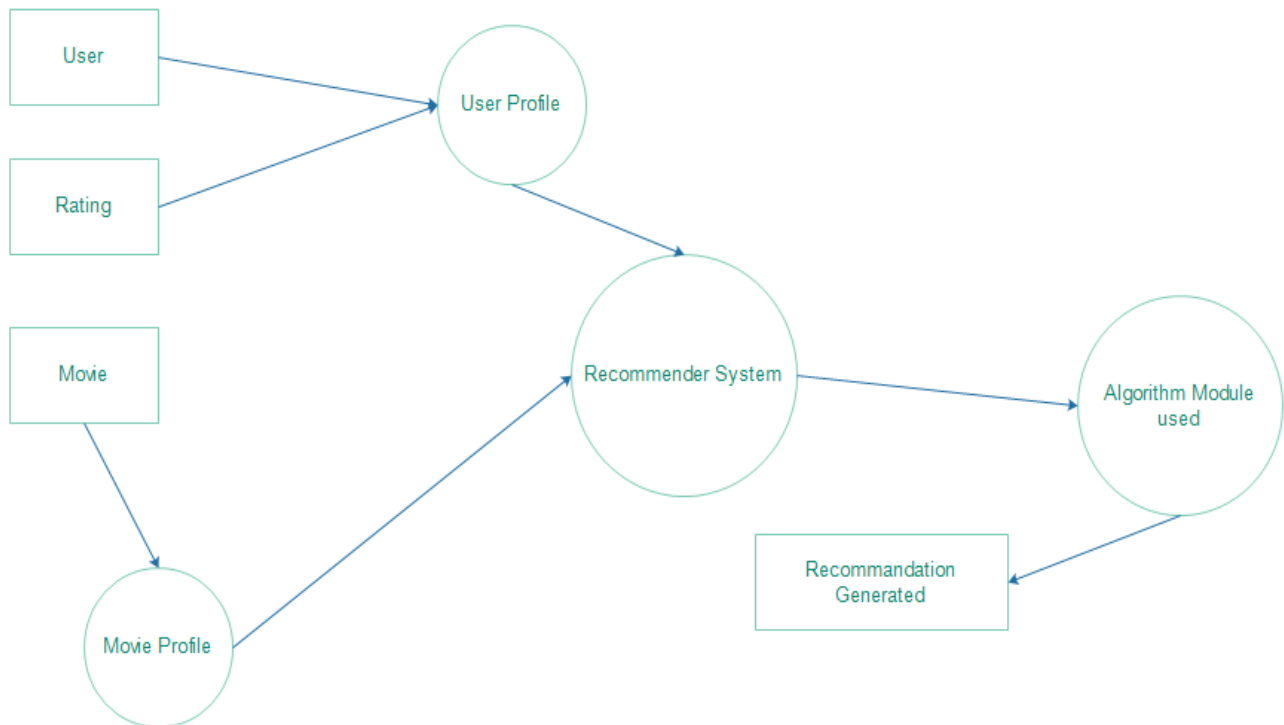 User
User Profile
Rating
Movie
Recommender System
Algorithm Module
used
Recommandation
Generated
Movie Profile